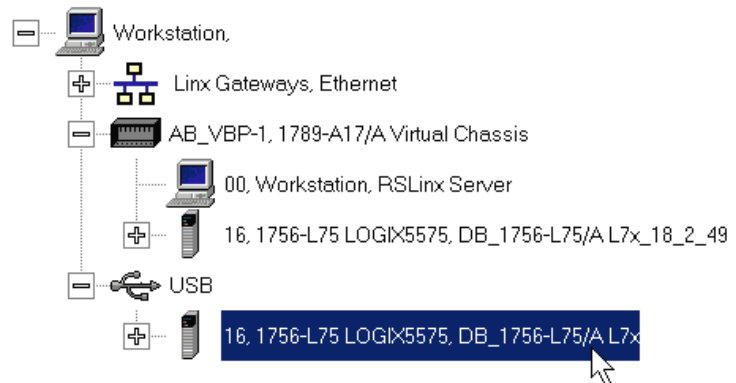 Workstation,
Linx Gateways, Ethernet
AB_VBP-1, 1789-A17/A Virtual Chassis
00, Workstation, RSLinx Server
16, 1756-L75 LOGIX5575, DB_1756-L75/A L7x_18_2_49
USB
16, 1756-L75 LOGIX5575, DB_1756-L75/A L7x